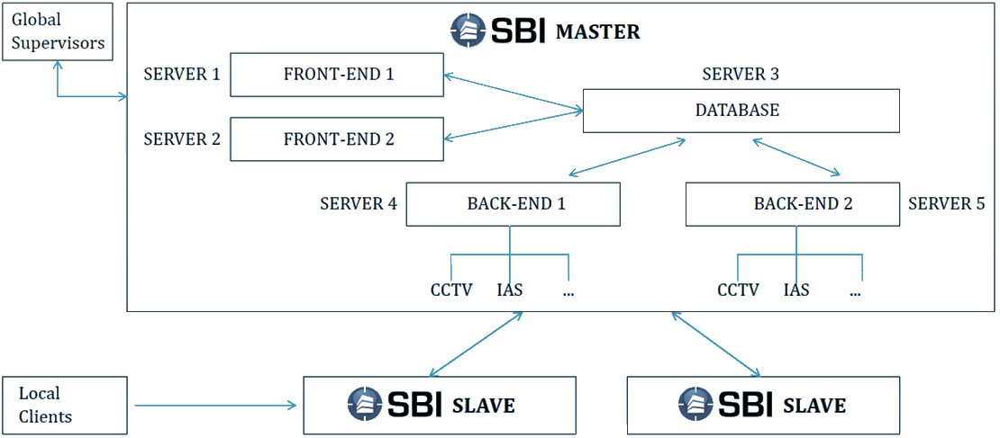 Global
Supervisors
SBI MASTER
SERVER 1
FRONT-END 1
SERVER 3
DATABASE
SERVER 2
FRONT-END 2
SERVER 4
BACK-END 1
BACK-END 2
SERVER 5
CCTV
IAS
...
CCTV
IAS
...
Local
Clients
SBI SLAVE
SBI SLAVE